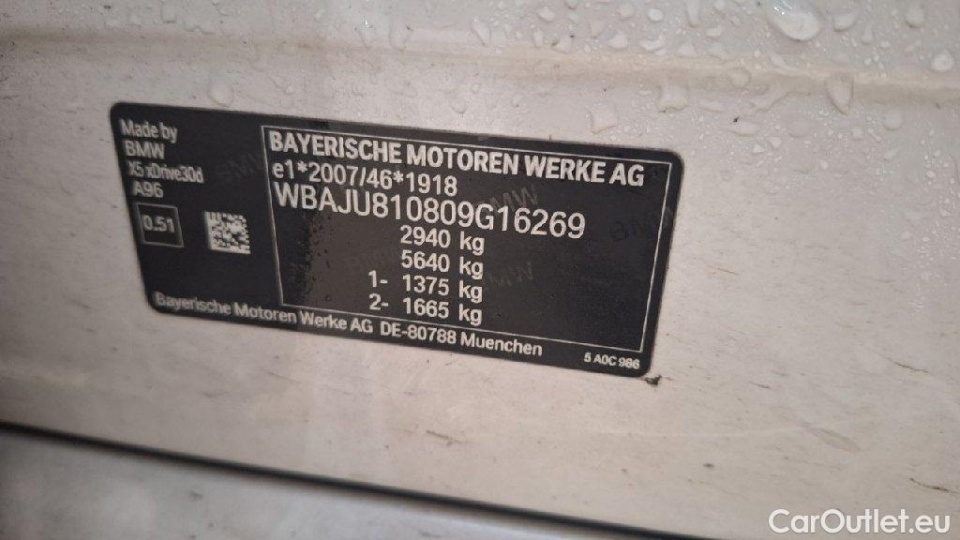 Made by
BMW
X5 xDrive30d
A96
0.51
BAYERISCHE MOTOREN WERKE AG
e1*2007/46*1918
WBAJU810809G16269
2940 kg
5640 kg
1- 1375 kg
2- 1665 kg
Bayerische Motoren Werke AG DE-80788 Muenchen
5 A0C 966
CarOutlet.eu